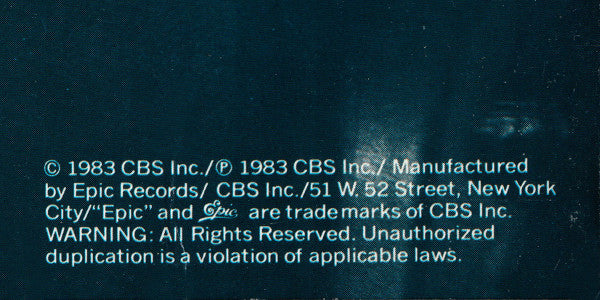 © 1983 CBS Inc./℗ 1983 CBS Inc./ Manufactured
by Epic Records/ CBS Inc./51 W. 52 Street, New York
City/“Epic” and Epic are trademarks of CBS Inc.
WARNING: All Rights Reserved. Unauthorized
duplication is a violation of applicable laws.